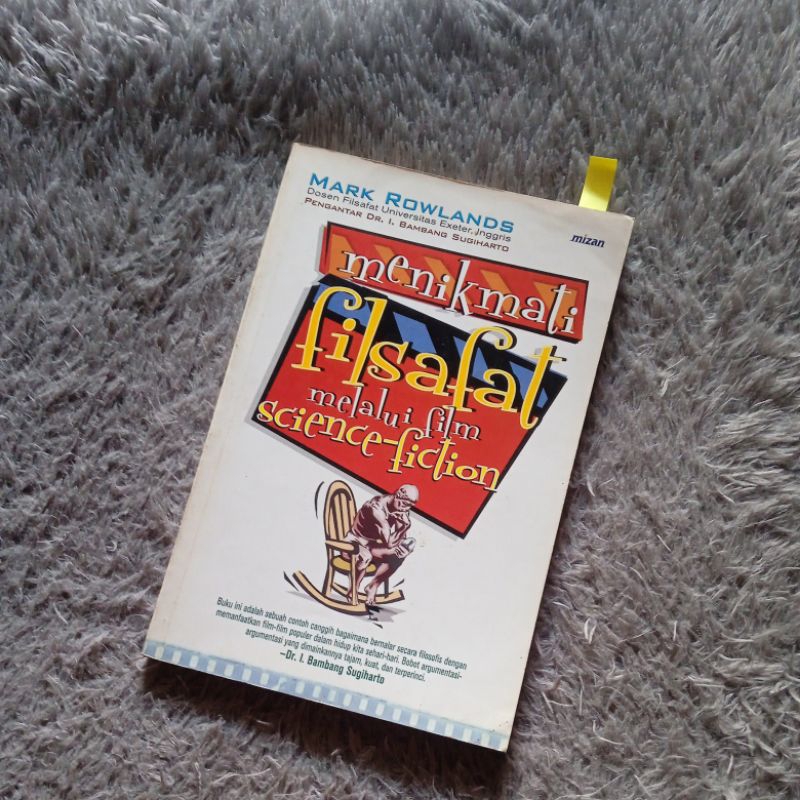 MARK ROWLANDS
Dosen Filsafat Universitas Exeter, Inggris
PENGANTAR DR. I. BAMBANG SUGIHARTO
mizan
menikmati
filsafat
melalui film
science-fiction
Buku ini adalah sebuah contoh canggih bagaimana bernalar secara filosofis dengan
memanfaatkan film-film populer dalam hidup kita sehari-hari. Bobot argumentasi-
argumentasi yang dimainkannya tajam, kuat, dan terperinci.
—Dr. I. Bambang Sugiharto